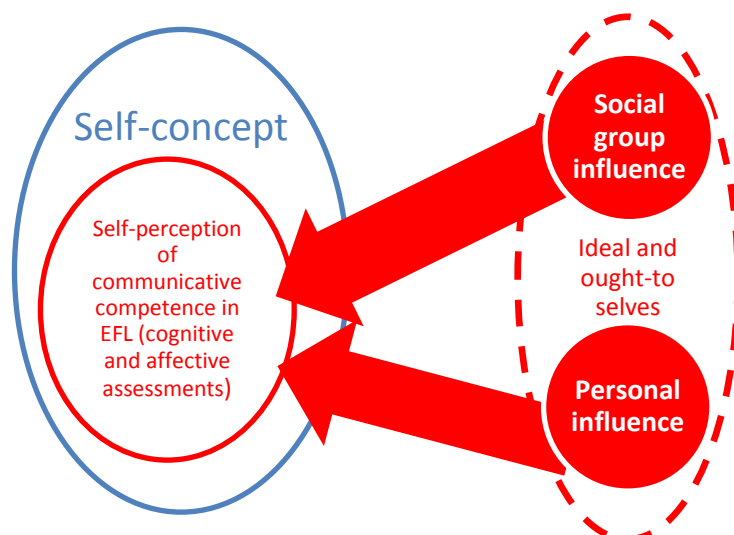 Self-concept
Self-perception
of
communicative
competence in
EFL (cognitive
and affective
assessments)
Social
group
influence
Ideal and
ought-to
selves
Personal
influence